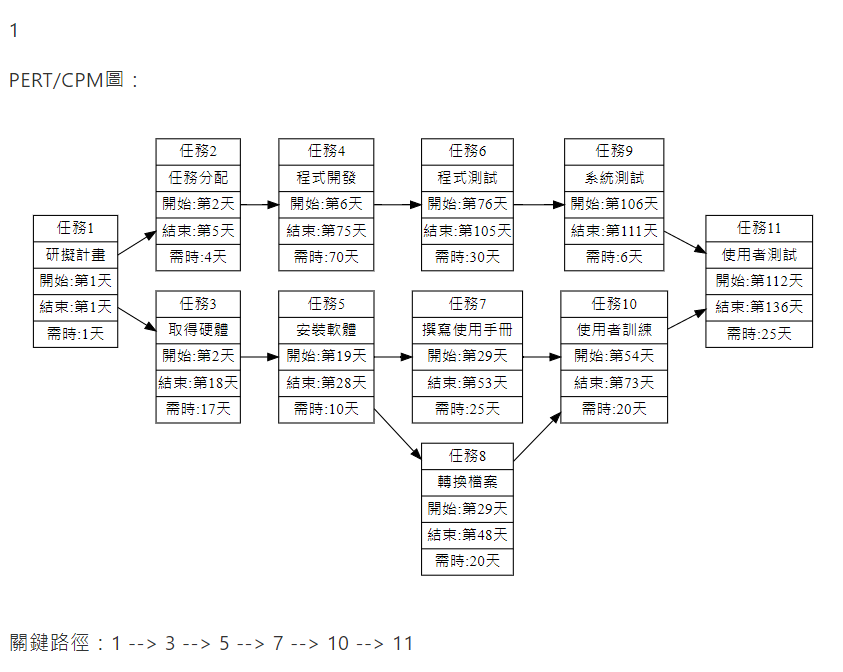 1
PERT/CPM圖：
任務1
研擬計畫
開始:第1天
結束:第1天
需時:1天
任務2
任務分配
開始:第2天
結束:第5天
需時:4天
任務4
程式開發
開始:第6天
結束:第75天
需時:70天
任務6
程式測試
開始:第76天
結束:第105天
需時:30天
任務9
系統測試
開始:第106天
結束:第111天
需時:6天
任務3
取得硬體
開始:第2天
結束:第18天
需時:17天
任務5
安裝軟體
開始:第19天
結束:第28天
需時:10天
任務7
撰寫使用手冊
開始:第29天
結束:第53天
需時:25天
任務10
使用者訓練
開始:第54天
結束:第73天
需時:20天
任務8
轉換檔案
開始:第29天
結束:第48天
需時:20天
任務11
使用者測試
開始:第112天
結束:第136天
需時:25天
關鍵路徑：1 --> 3 --> 5 --> 7 --> 10 --> 11